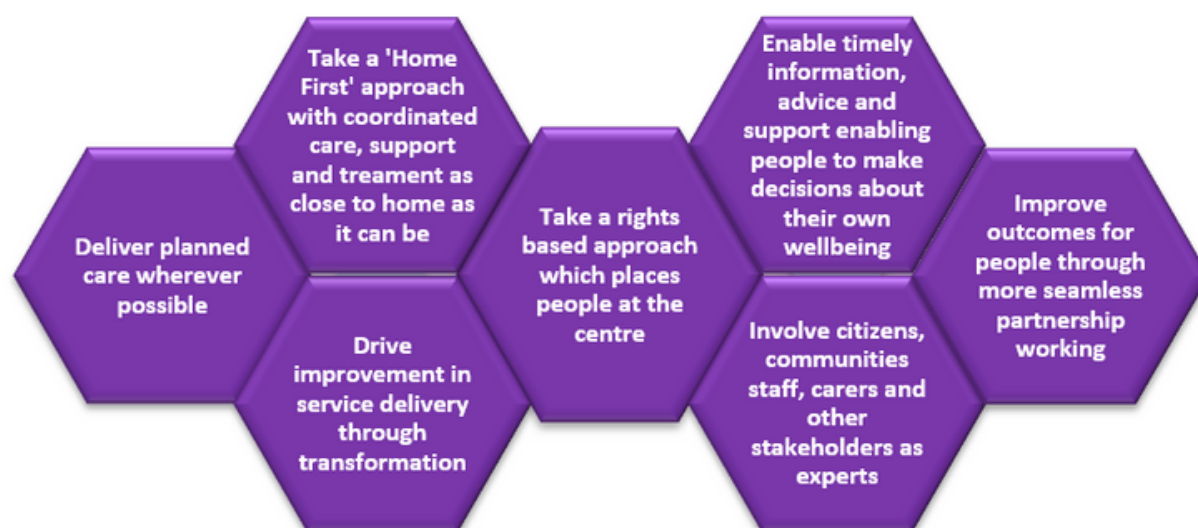 Deliver planned
care wherever
possible
Take a 'Home
First' approach
with coordinated
care, support
and treament as
close to home as
it can be
Drive
improvement in
service delivery
through
transformation
Take a rights
based approach
which places
people at the
centre
Enable timely
information,
advice and
support enabling
people to make
decisions about
their own
wellbeing
Involve citizens,
communities
staff, carers and
other
stakeholders as
experts
Improve
outcomes for
people through
more seamless
partnership
working